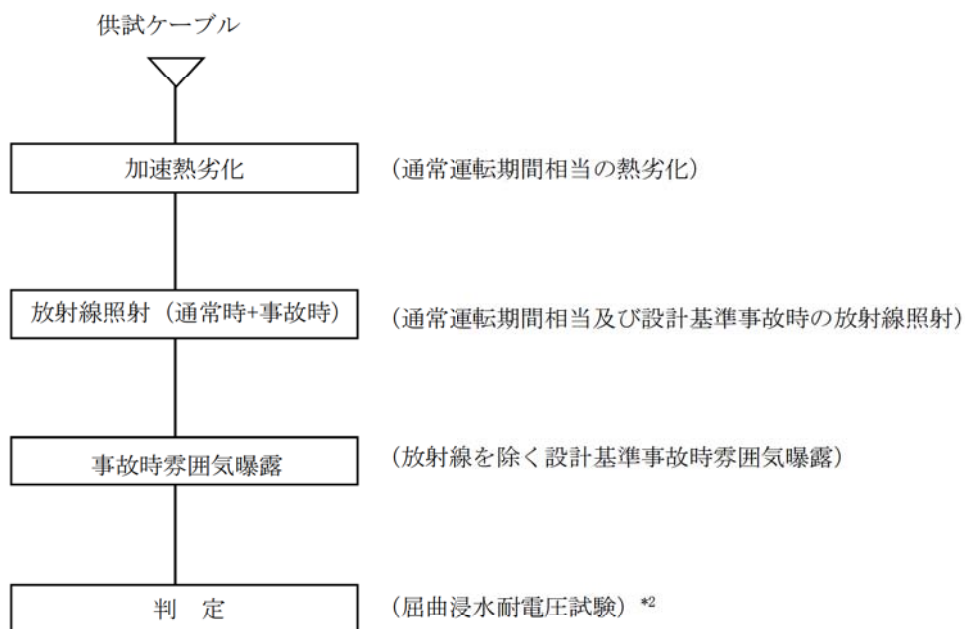 供試ケーブル
加速熱劣化 (通常運転期間相当の熱劣化)
放射線照射(通常時+事故時) (通常運転期間相当及び設計基準事故時の放射線照射)
事故時雰囲気曝露 (放射線を除く設計基準事故時雰囲気曝露)
判 定 (屈曲浸水耐電圧試験) *2